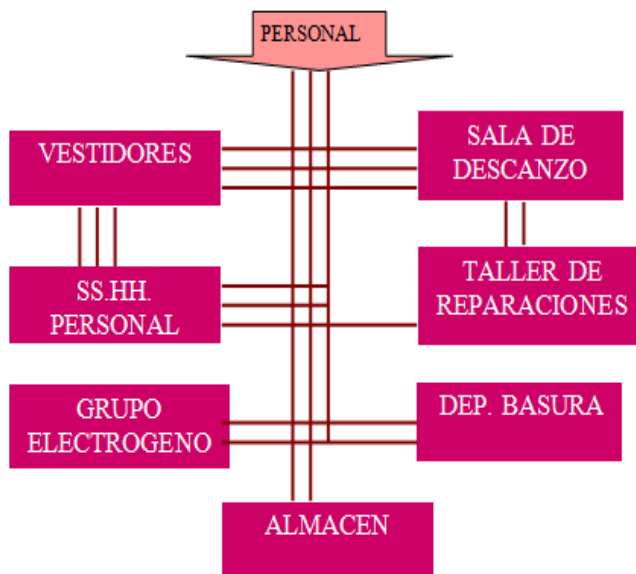 PERSONAL
VESTIDORES
SALA DE
DESCANZO
SS.HH.
PERSONAL
TALLER DE
REPARACIONES
GRUPO
ELECTROGENO
DEP. BASURA
ALMACEN